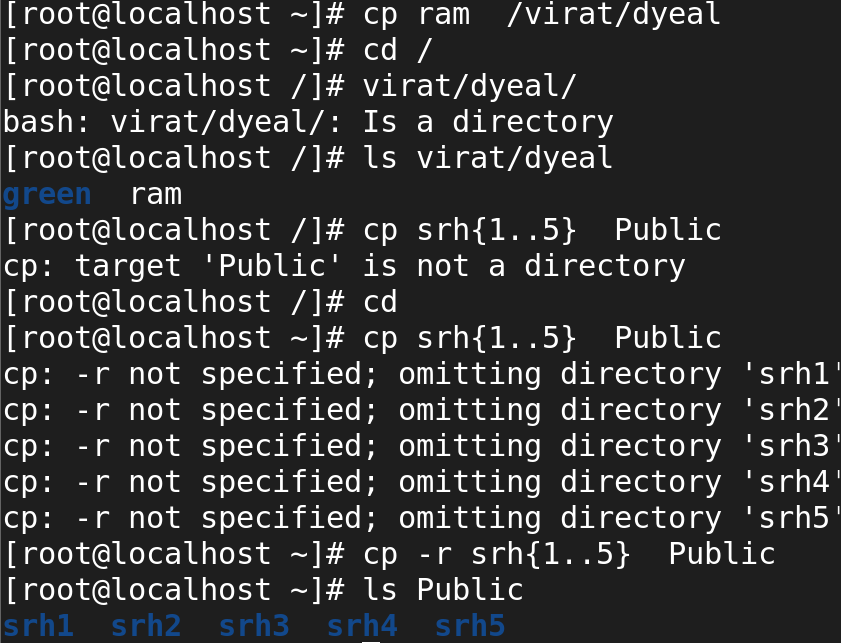 [root@localhost ~]# cp ram  /virat/dyeal
[root@localhost ~]# cd /
[root@localhost /]# virat/dyeal/
bash: virat/dyeal/: Is a directory
[root@localhost /]# ls virat/dyeal
green  ram
[root@localhost /]# cp srh{1..5}  Public
cp: target 'Public' is not a directory
[root@localhost /]# cd
[root@localhost ~]# cp srh{1..5}  Public
cp: -r not specified; omitting directory 'srh1'
cp: -r not specified; omitting directory 'srh2'
cp: -r not specified; omitting directory 'srh3'
cp: -r not specified; omitting directory 'srh4'
cp: -r not specified; omitting directory 'srh5'
[root@localhost ~]# cp -r srh{1..5}  Public
[root@localhost ~]# ls Public
srh1  srh2  srh3  srh4  srh5